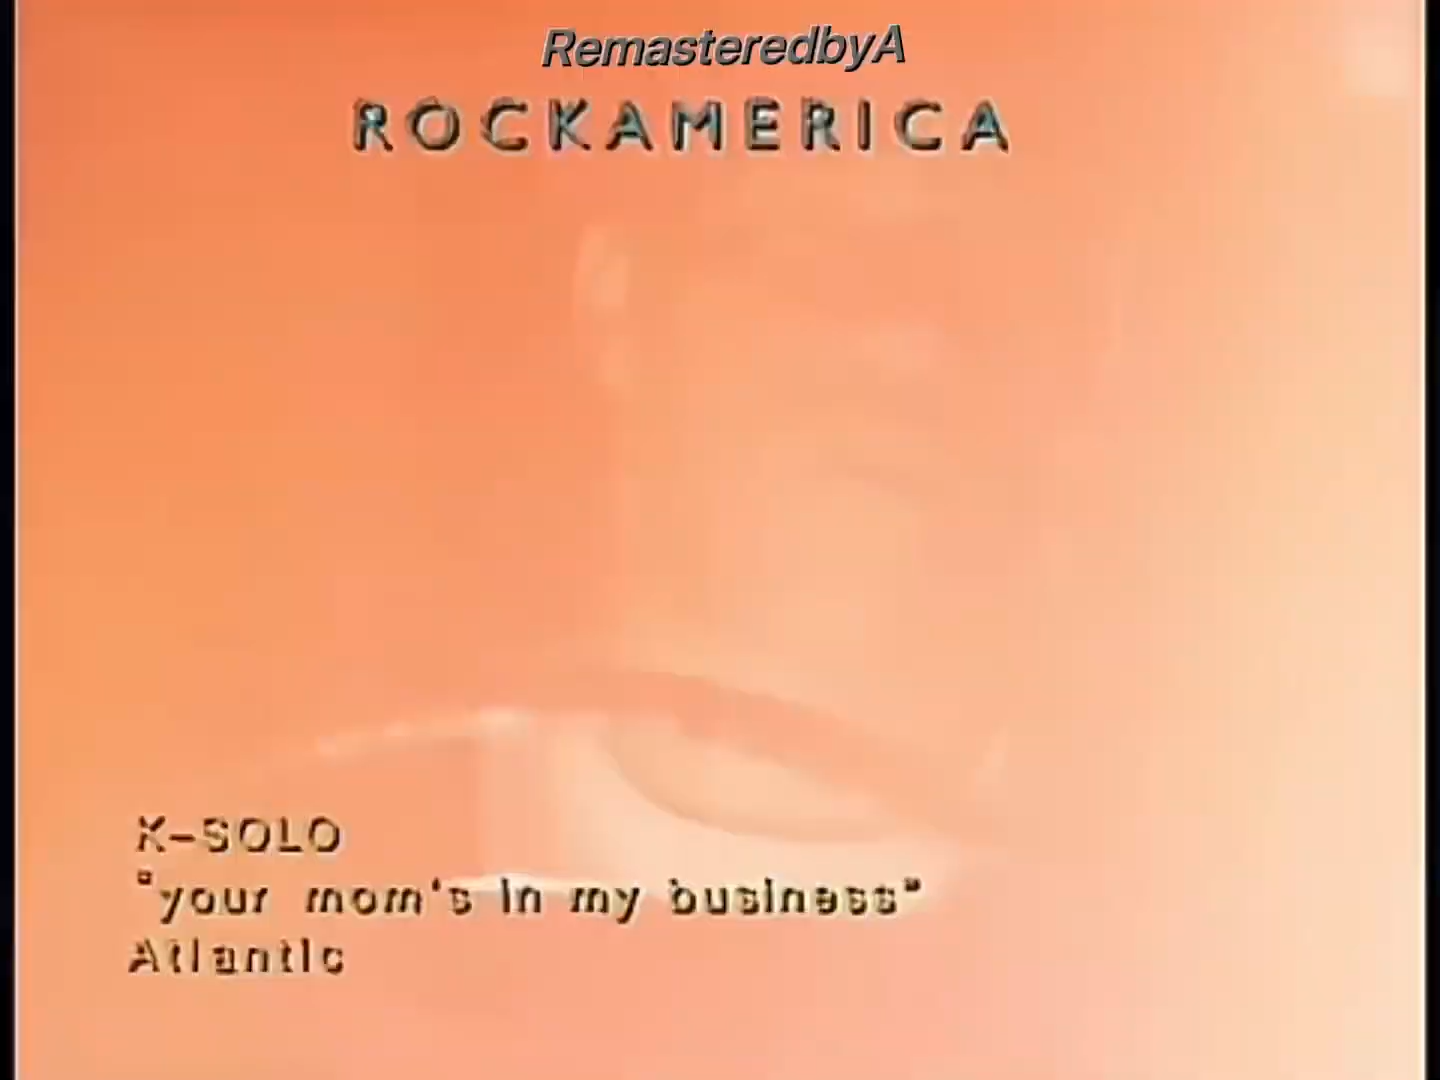 RemasteredbyA
ROCKAMERICA
K-SOLO
"your mom's in my business"
Atlantic